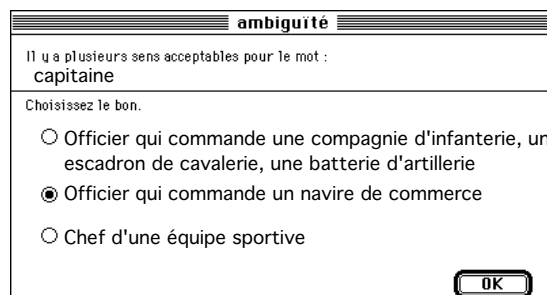 ambiguïté
Il y a plusieurs sens acceptables pour le mot :
capitaine
Choisissez le bon.
Officier qui commande une compagnie d'infanterie, un
escadron de cavalerie, une batterie d'artillerie
Officier qui commande un navire de commerce
Chef d'une équipe sportive
OK